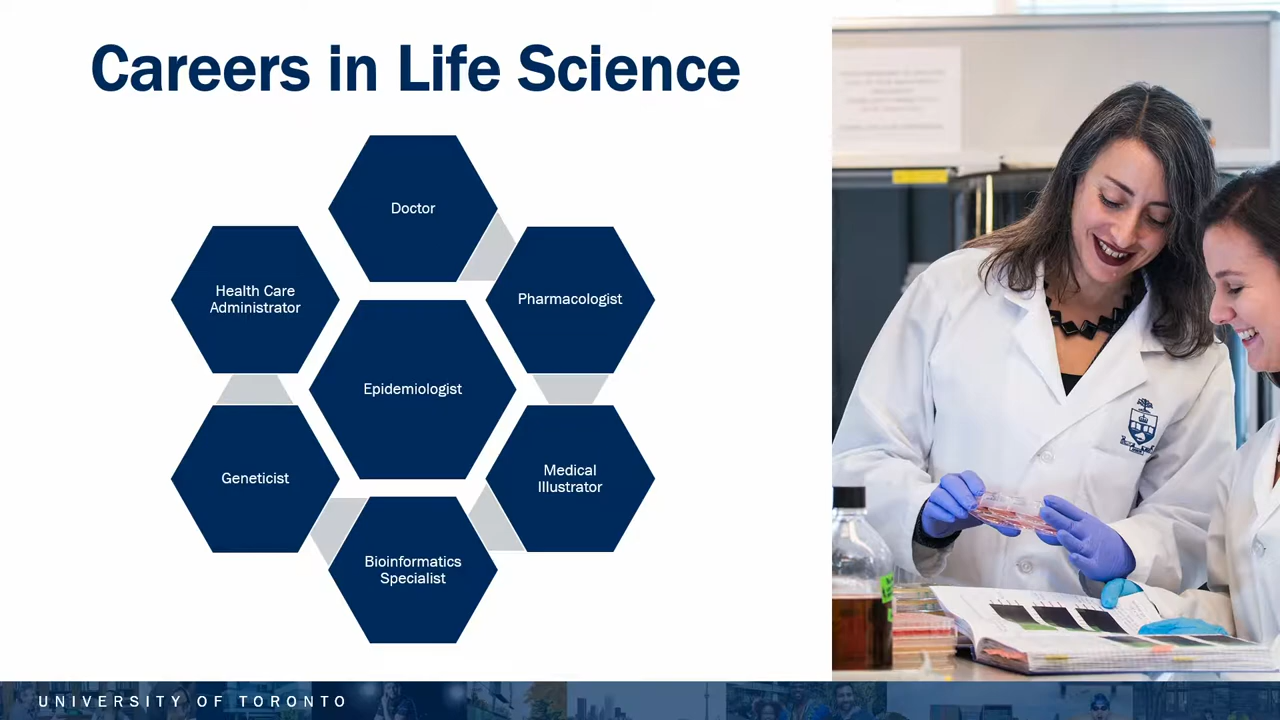 Careers in Life Science
Doctor
Health Care
Administrator
Pharmacologist
Epidemiologist
Geneticist
Medical
Illustrator
Bioinformatics
Specialist
UNIVERSITY OF TORONTO